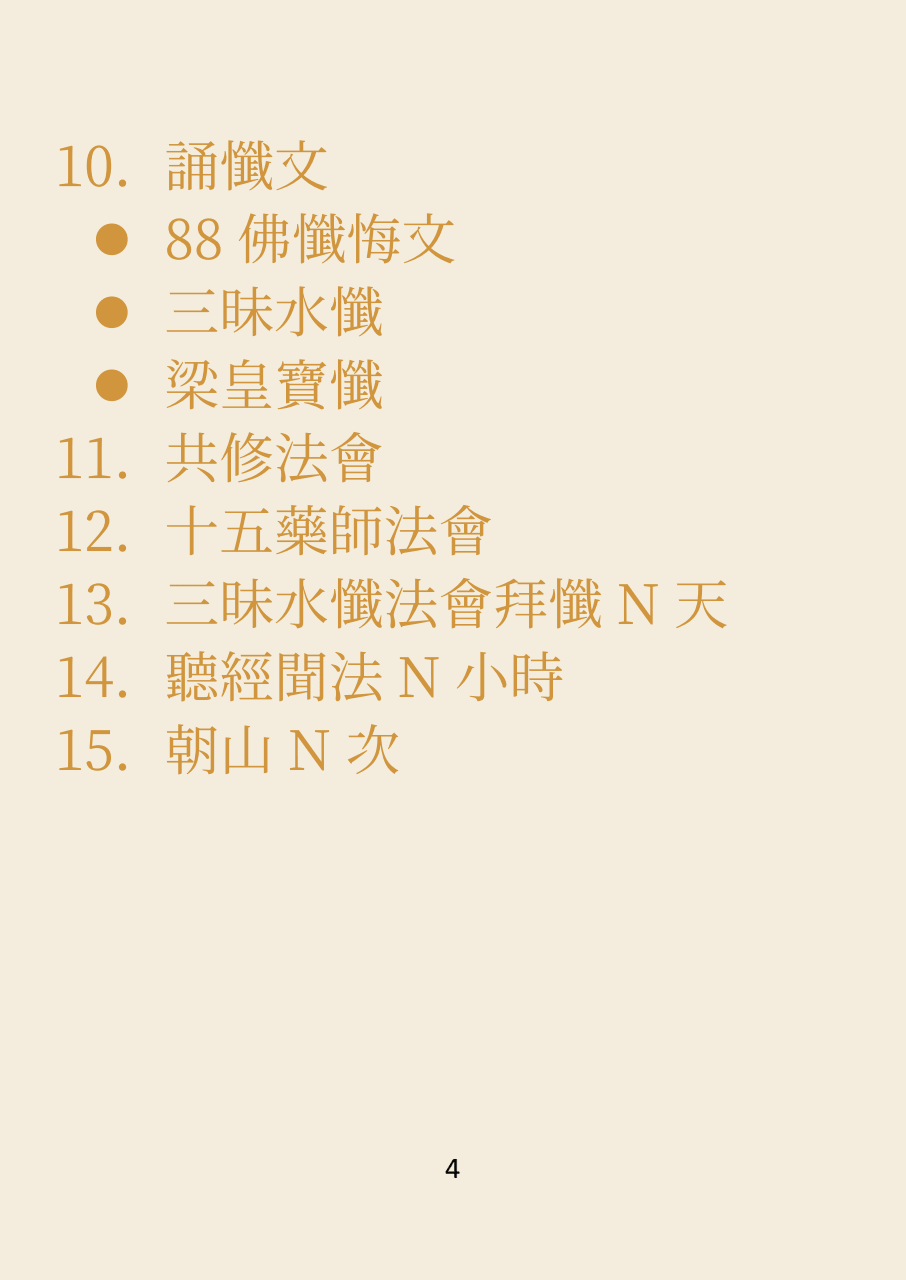 10. 誦懺文
● 88 佛懺悔文
● 三昧水懺
● 梁皇寶懺
11. 共修法會
12. 十五藥師法會
13. 三昧水懺法會拜懺 N 天
14. 聽經聞法 N 小時
15. 朝山 N 次
4